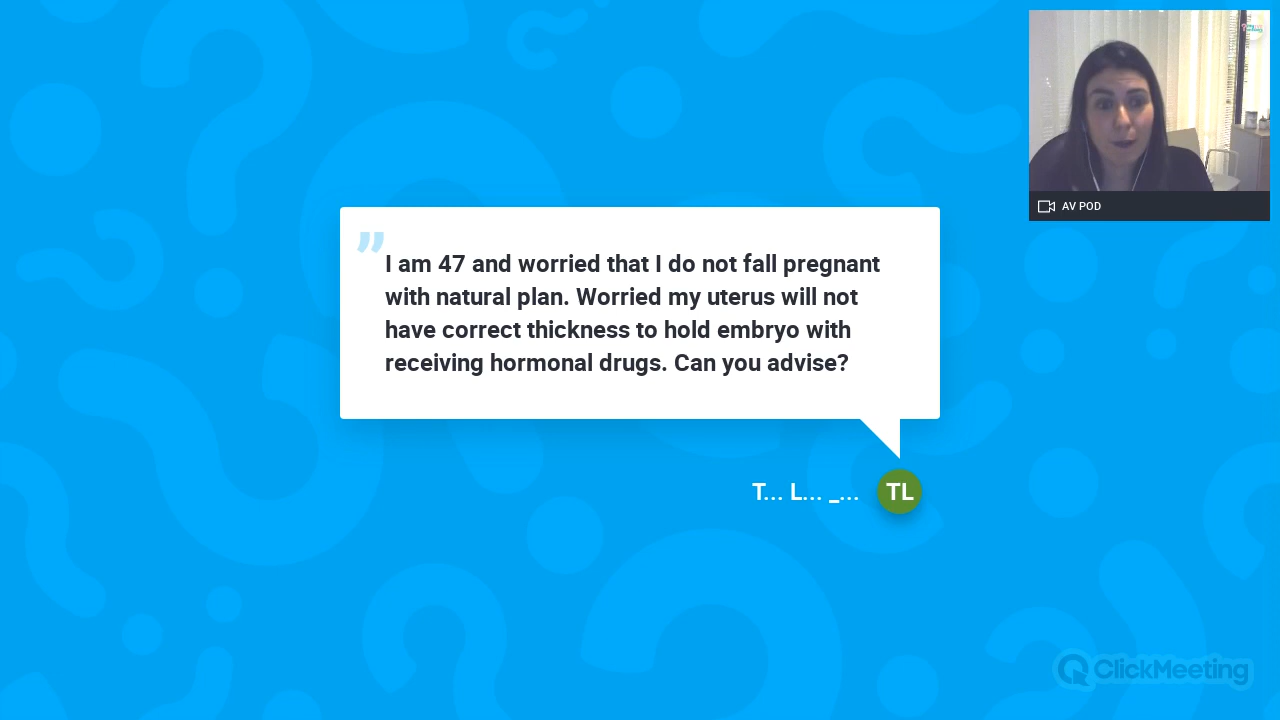 AV POD
”
I am 47 and worried that I do not fall pregnant
with natural plan. Worried my uterus will not
have correct thickness to hold embryo with
receiving hormonal drugs. Can you advise?
T... L... _... TL
ClickMeeting